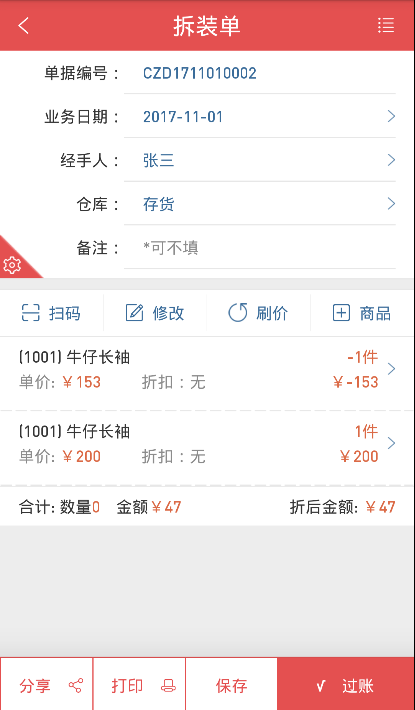 拆装单
单据编号： CZD1711010002
业务日期： 2017-11-01
经手人： 张三
仓库： 存货
备注： *可不填
扫码 修改 刷价 商品
(1001) 牛仔长袖 -1件
单价: ￥153 折扣：无 ￥-153
(1001) 牛仔长袖 1件
单价: ￥200 折扣：无 ￥200
合计: 数量0 金额￥47 折后金额: ￥47
分享 打印 保存 √ 过账